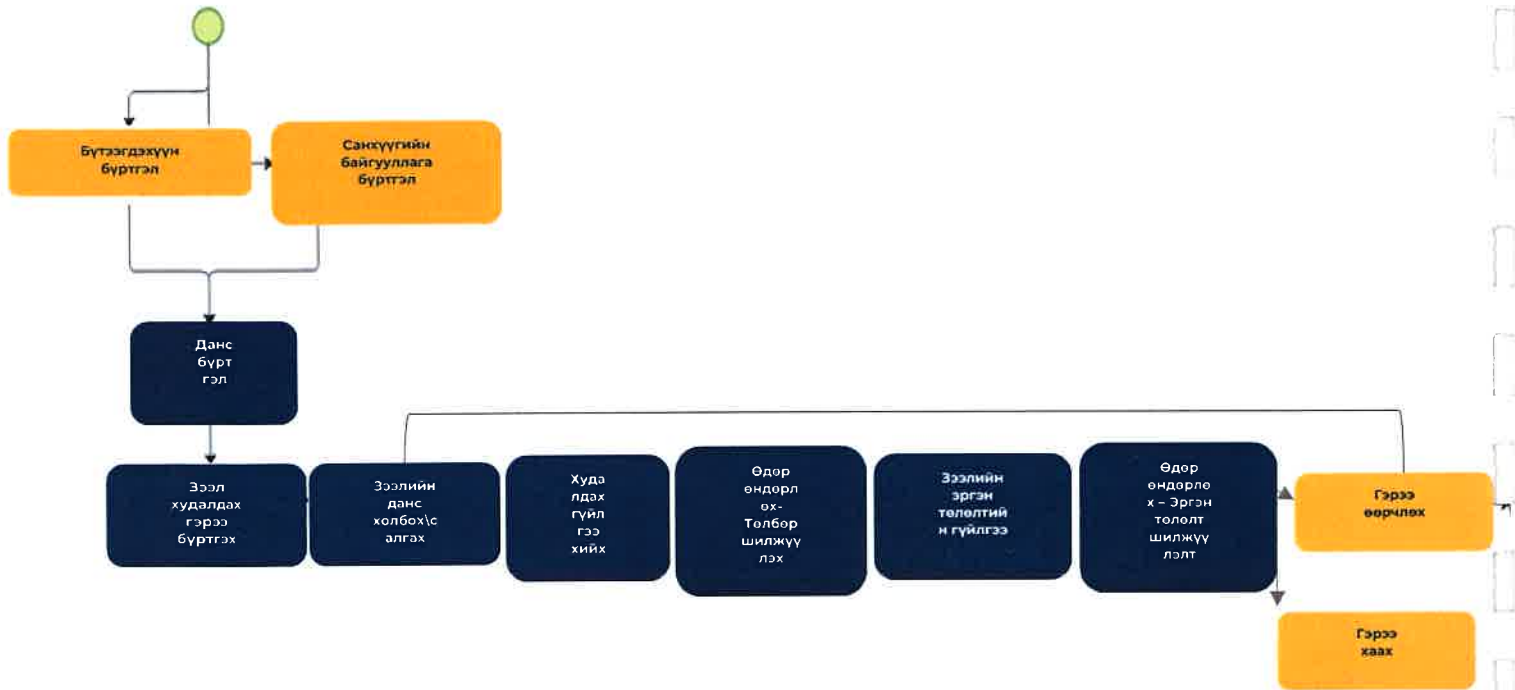 Бүтээгдэхүүн
бүртгэл
Санхүүгийн
байгууллага
бүртгэл
Данс
бүрт
гэл
Зээл
худалдах
гэрээ
бүртгэх
Зээлийн
данс
холбох\с
алгах
Худа
лдах
гүйл
гээ
хийх
Өдөр
өндөрл
өх-
Төлбөр
шилжүү
лэх
Зээлийн
эргэн
төлөлтий
н гүйлгээ
Өдөр
өндөрлө
х – Эргэн
төлөлт
шилжүү
лэлт
Гэрээ
өөрчлөх
Гэрээ
хаах